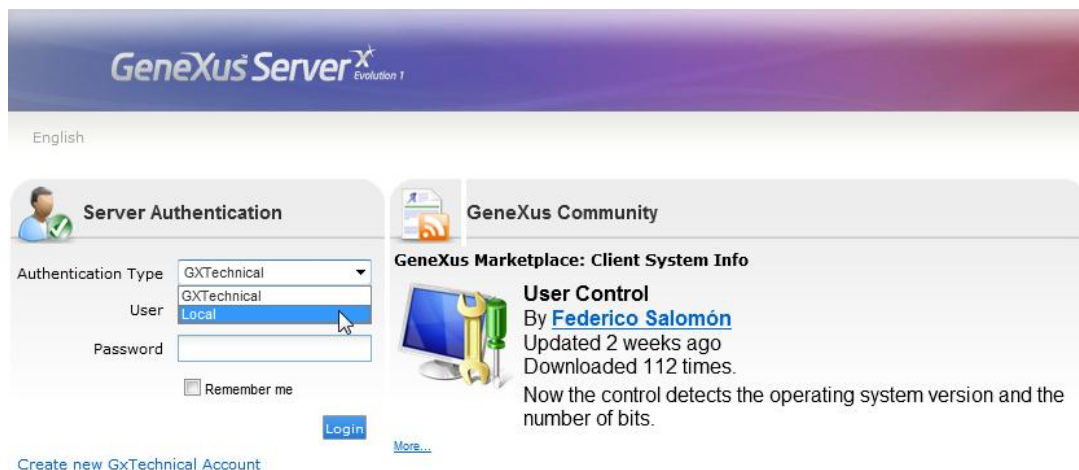 GeneXus Server X Evolution 1
English
Server Authentication
Authentication Type
GXTechnical
GXTechnical
Local
User
Password
Remember me
Login
Create new GxTechnical Account
GeneXus Community
GeneXus Marketplace: Client System Info
User Control
By Federico Salomón
Updated 2 weeks ago
Downloaded 112 times.
Now the control detects the operating system version and the
number of bits.
More...